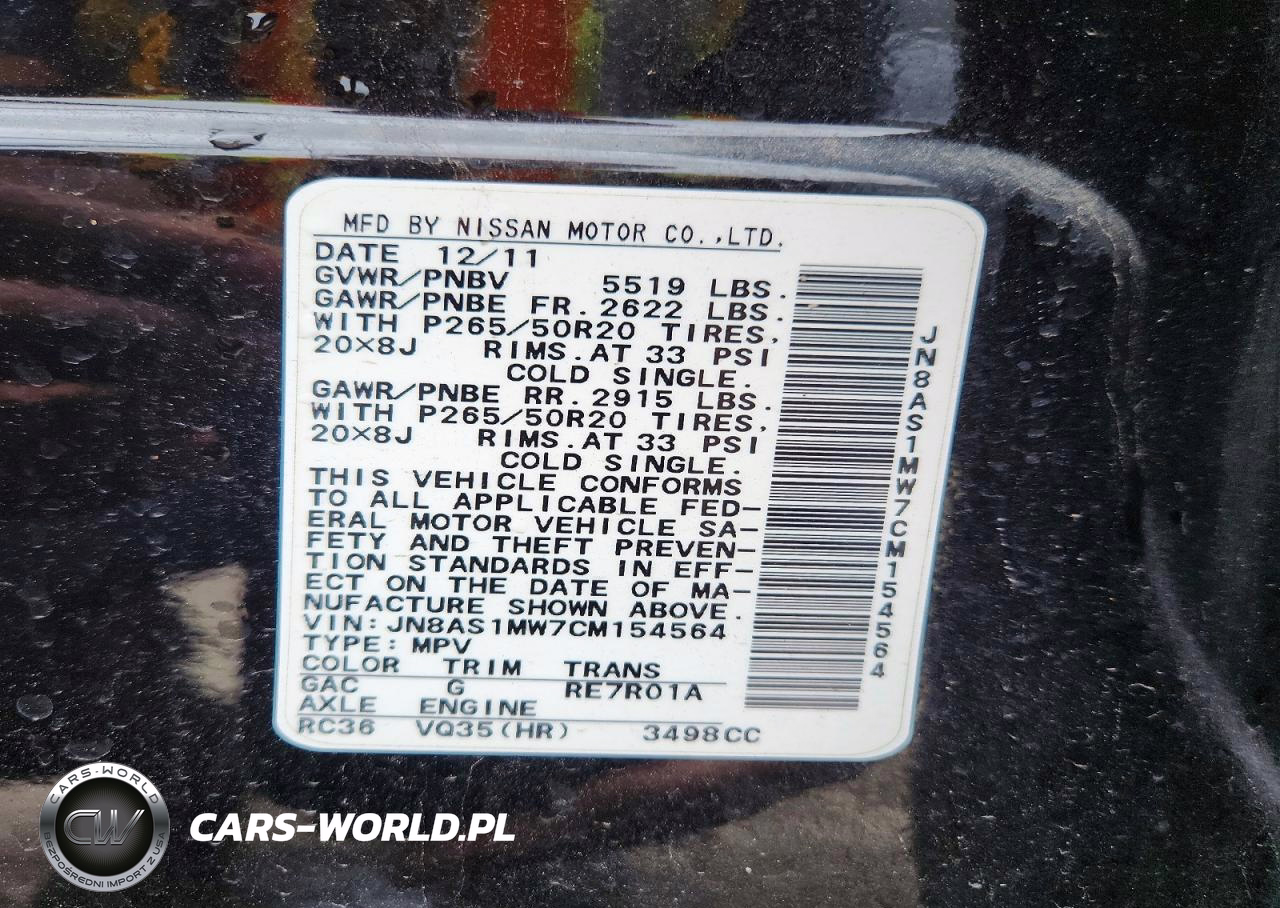 MFD BY NISSAN MOTOR CO.,LTD.
DATE 12/11
GVWR/PNBV 5519 LBS.
GAWR/PNBE FR. 2622 LBS.
WITH P265/50R20 TIRES,
20×8J RIMS.AT 33 PSI
COLD SINGLE.
GAWR/PNBE RR. 2915 LBS.
WITH P265/50R20 TIRES,
20×8J RIMS.AT 33 PSI
COLD SINGLE.
THIS VEHICLE CONFORMS
TO ALL APPLICABLE FED-
ERAL MOTOR VEHICLE SA-
FETY AND THEFT PREVEN-
TION STANDARDS IN EFF-
ECT ON THE DATE OF MA-
NUFACTURE SHOWN ABOVE.
VIN: JN8AS1MW7CM154564
TYPE: MPV
COLOR TRIM TRANS
GAC G RE7R01A
AXLE ENGINE
RC36 VQ35(HR) 3498CC
JN8AS1MW7CM154564
CARS-WORLD
CW
BEZPOŚREDNI IMPORT Z USA
CARS-WORLD.PL